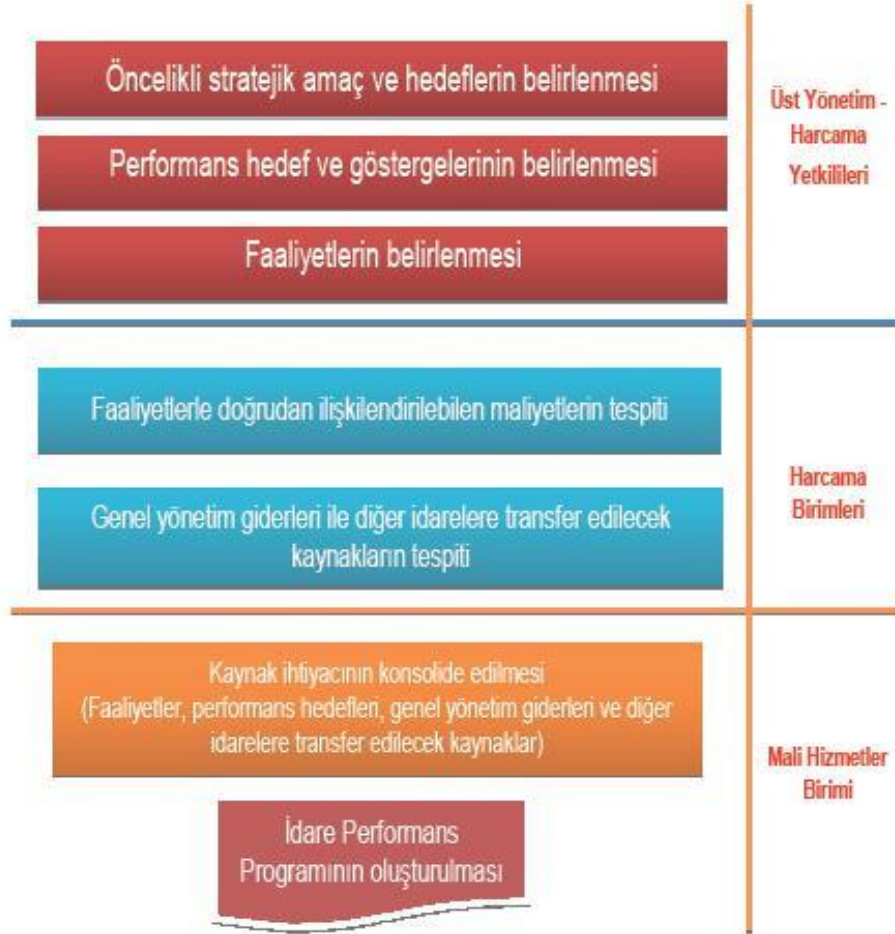 Öncelikli stratejik amaç ve hedeflerin belirlenmesi
Performans hedef ve göstergelerinin belirlenmesi
Faaliyetlerin belirlenmesi
Üst Yönetim -
Harcama
Yetkilileri
Faaliyetlerle doğrudan ilişkilendirilebilen maliyetlerin tespiti
Genel yönetim giderleri ile diğer idarelere transfer edilecek
kaynakların tespiti
Harcama
Birimleri
Kaynak ihtiyacının konsolide edilmesi
(Faaliyetler, performans hedefleri, genel yönetim giderleri ve diğer
idarelere transfer edilecek kaynaklar)
İdare Performans
Programının oluşturulması
Mali Hizmetler
Birimi